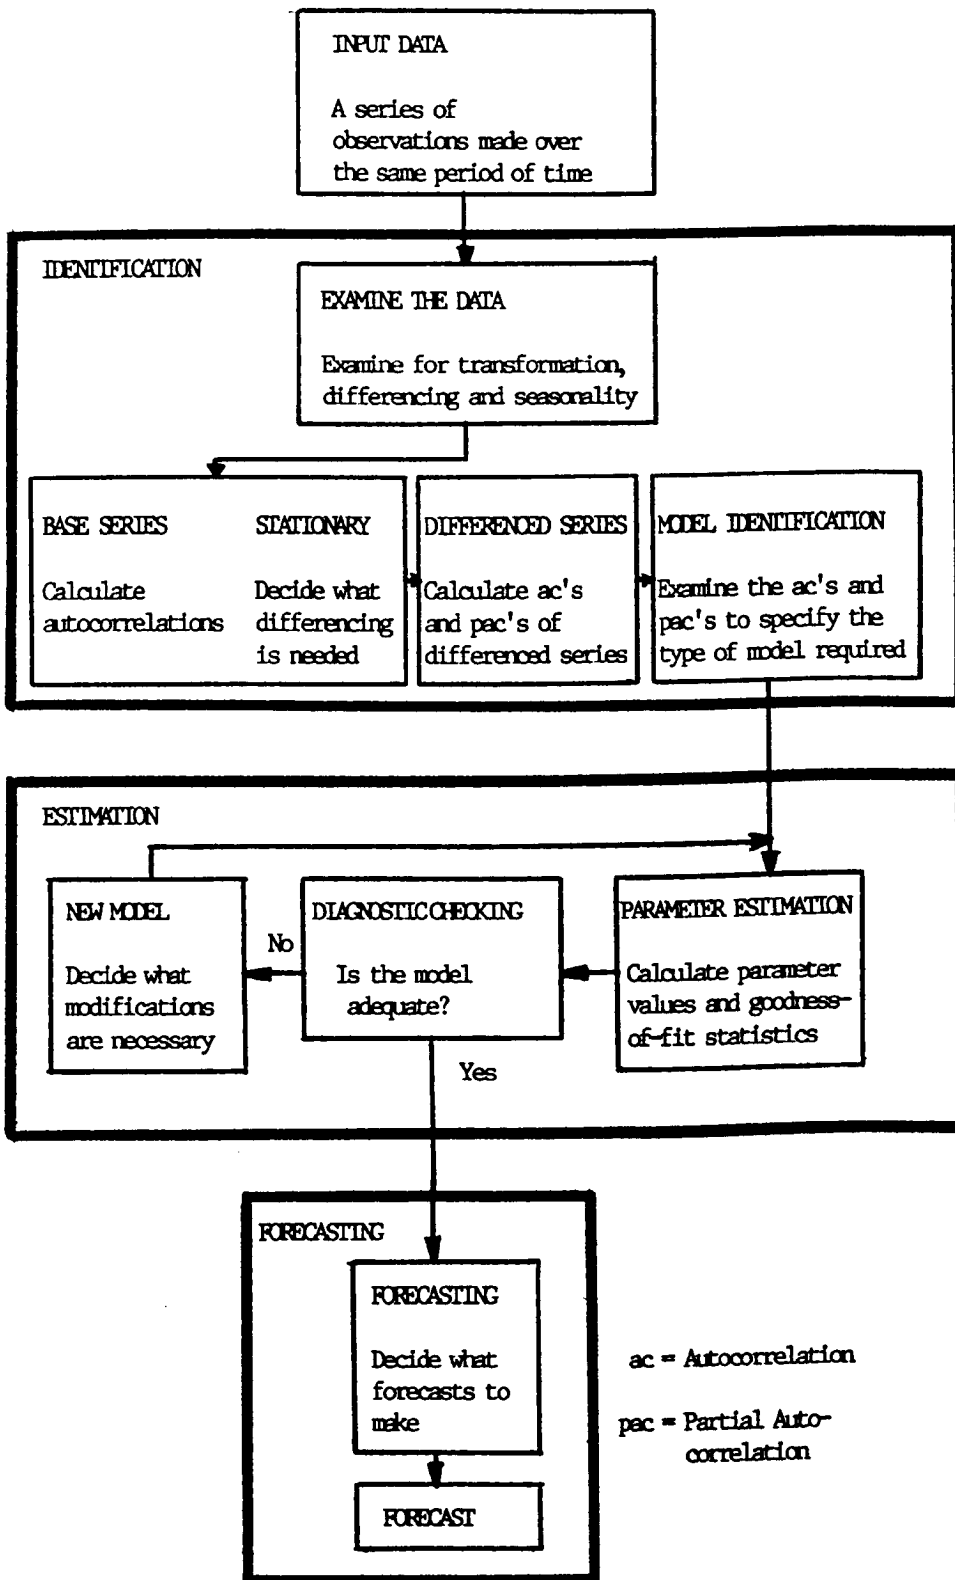 INPUT DATA
A series of
observations made over
the same period of time
IDENTIFICATION
EXAMINE THE DATA
Examine for transformation,
differencing and seasonality
BASE SERIES
Calculate
autocorrelations
STATIONARY
Decide what
differencing
is needed
DIFFERENCED SERIES
Calculate ac's
and pac's of
differenced series
MODEL IDENTIFICATION
Examine the ac's and
pac's to specify the
type of model required
ESTIMATION
NEW MODEL
Decide what
modifications
are necessary
No
DIAGNOSTIC CHECKING
Is the model
adequate?
Yes
PARAMETER ESTIMATION
Calculate parameter
values and goodness-
of-fit statistics
FORECASTING
FORECASTING
Decide what
forecasts to
make
FORECAST
ac = Autocorrelation
pac = Partial Auto-
correlation